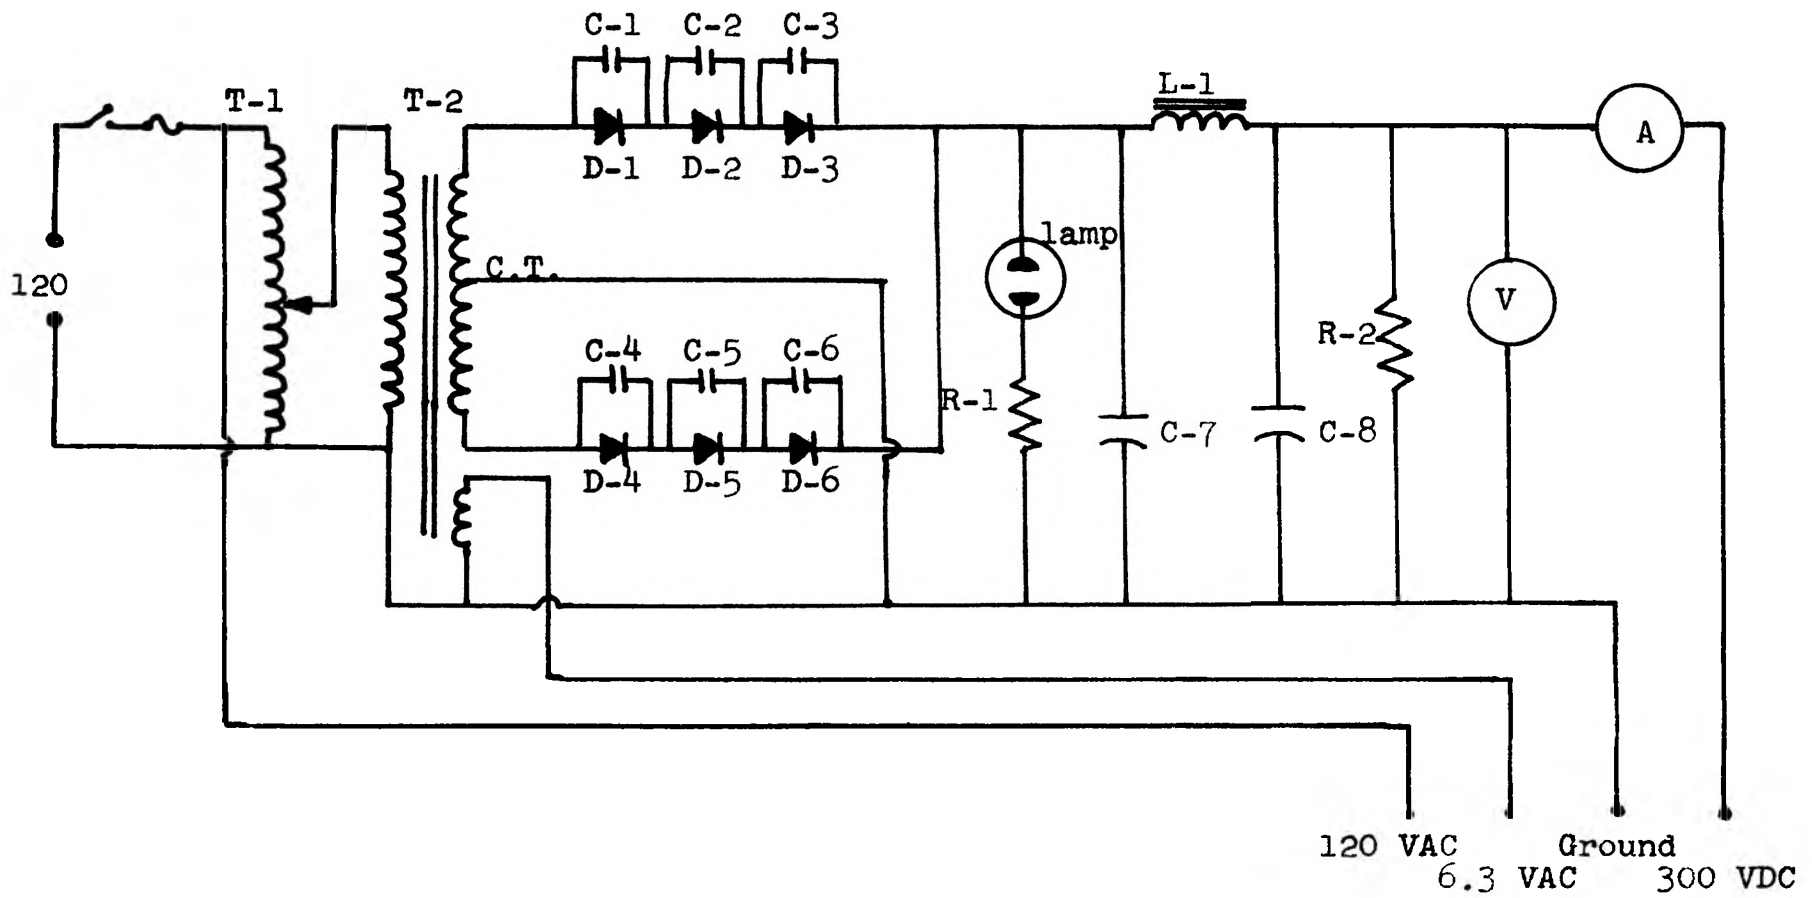 C-1 C-2 C-3
T-1 T-2 L-1
A
D-1 D-2 D-3
lamp
C.T.
120
V
R-2
C-4 C-5 C-6
R-1
C-7 C-8
D-4 D-5 D-6
120 VAC Ground
6.3 VAC 300 VDC